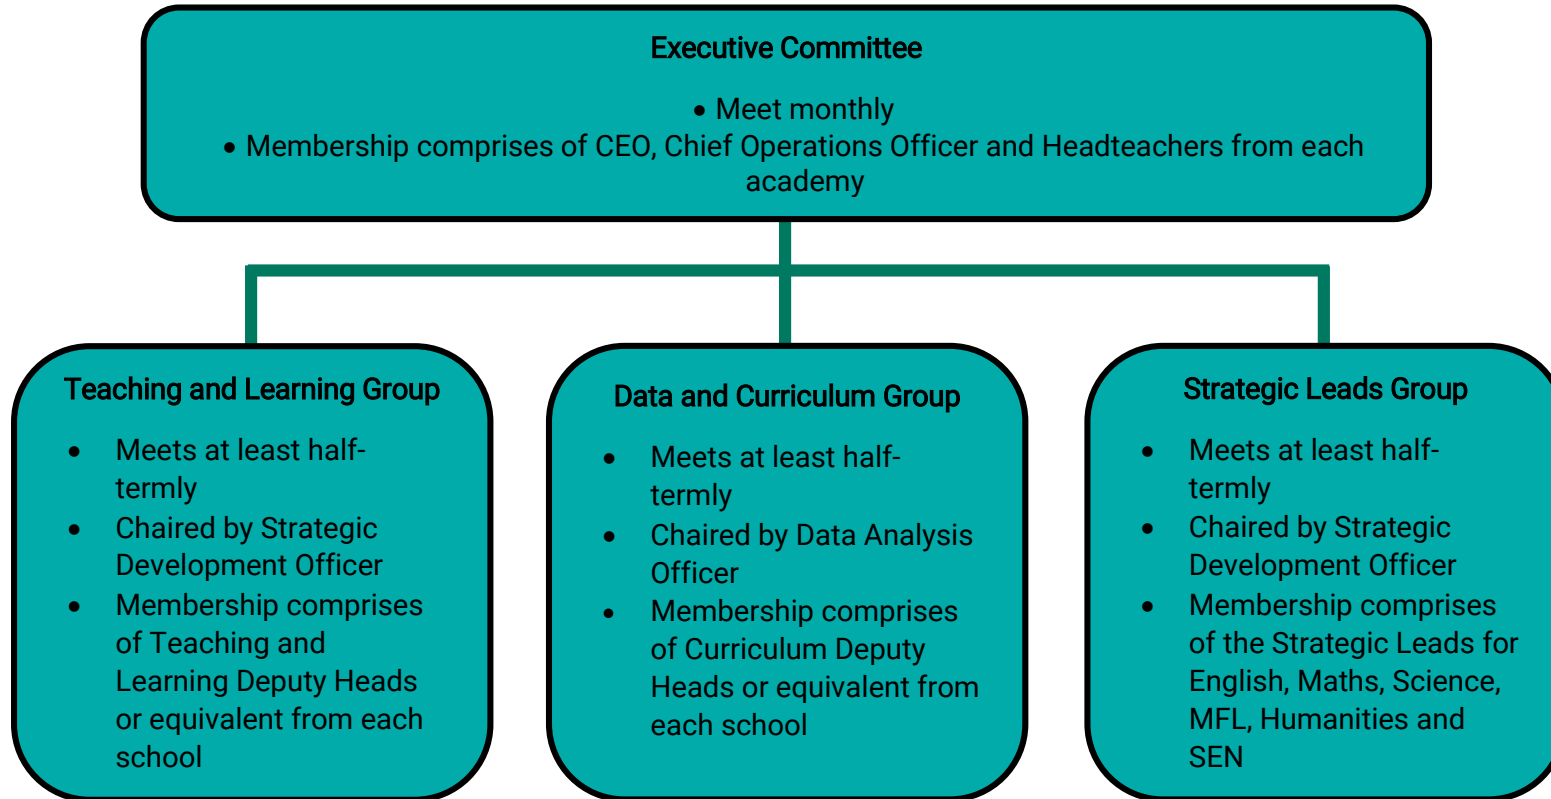 Executive Committee
• Meet monthly
• Membership comprises of CEO, Chief Operations Officer and Headteachers from each
academy
Teaching and Learning Group
• Meets at least half-
termly
• Chaired by Strategic
Development Officer
• Membership comprises
of Teaching and
Learning Deputy Heads
or equivalent from each
school
Data and Curriculum Group
• Meets at least half-
termly
• Chaired by Data Analysis
Officer
• Membership comprises
of Curriculum Deputy
Heads or equivalent from
each school
Strategic Leads Group
• Meets at least half-
termly
• Chaired by Strategic
Development Officer
• Membership comprises
of the Strategic Leads for
English, Maths, Science,
MFL, Humanities and
SEN